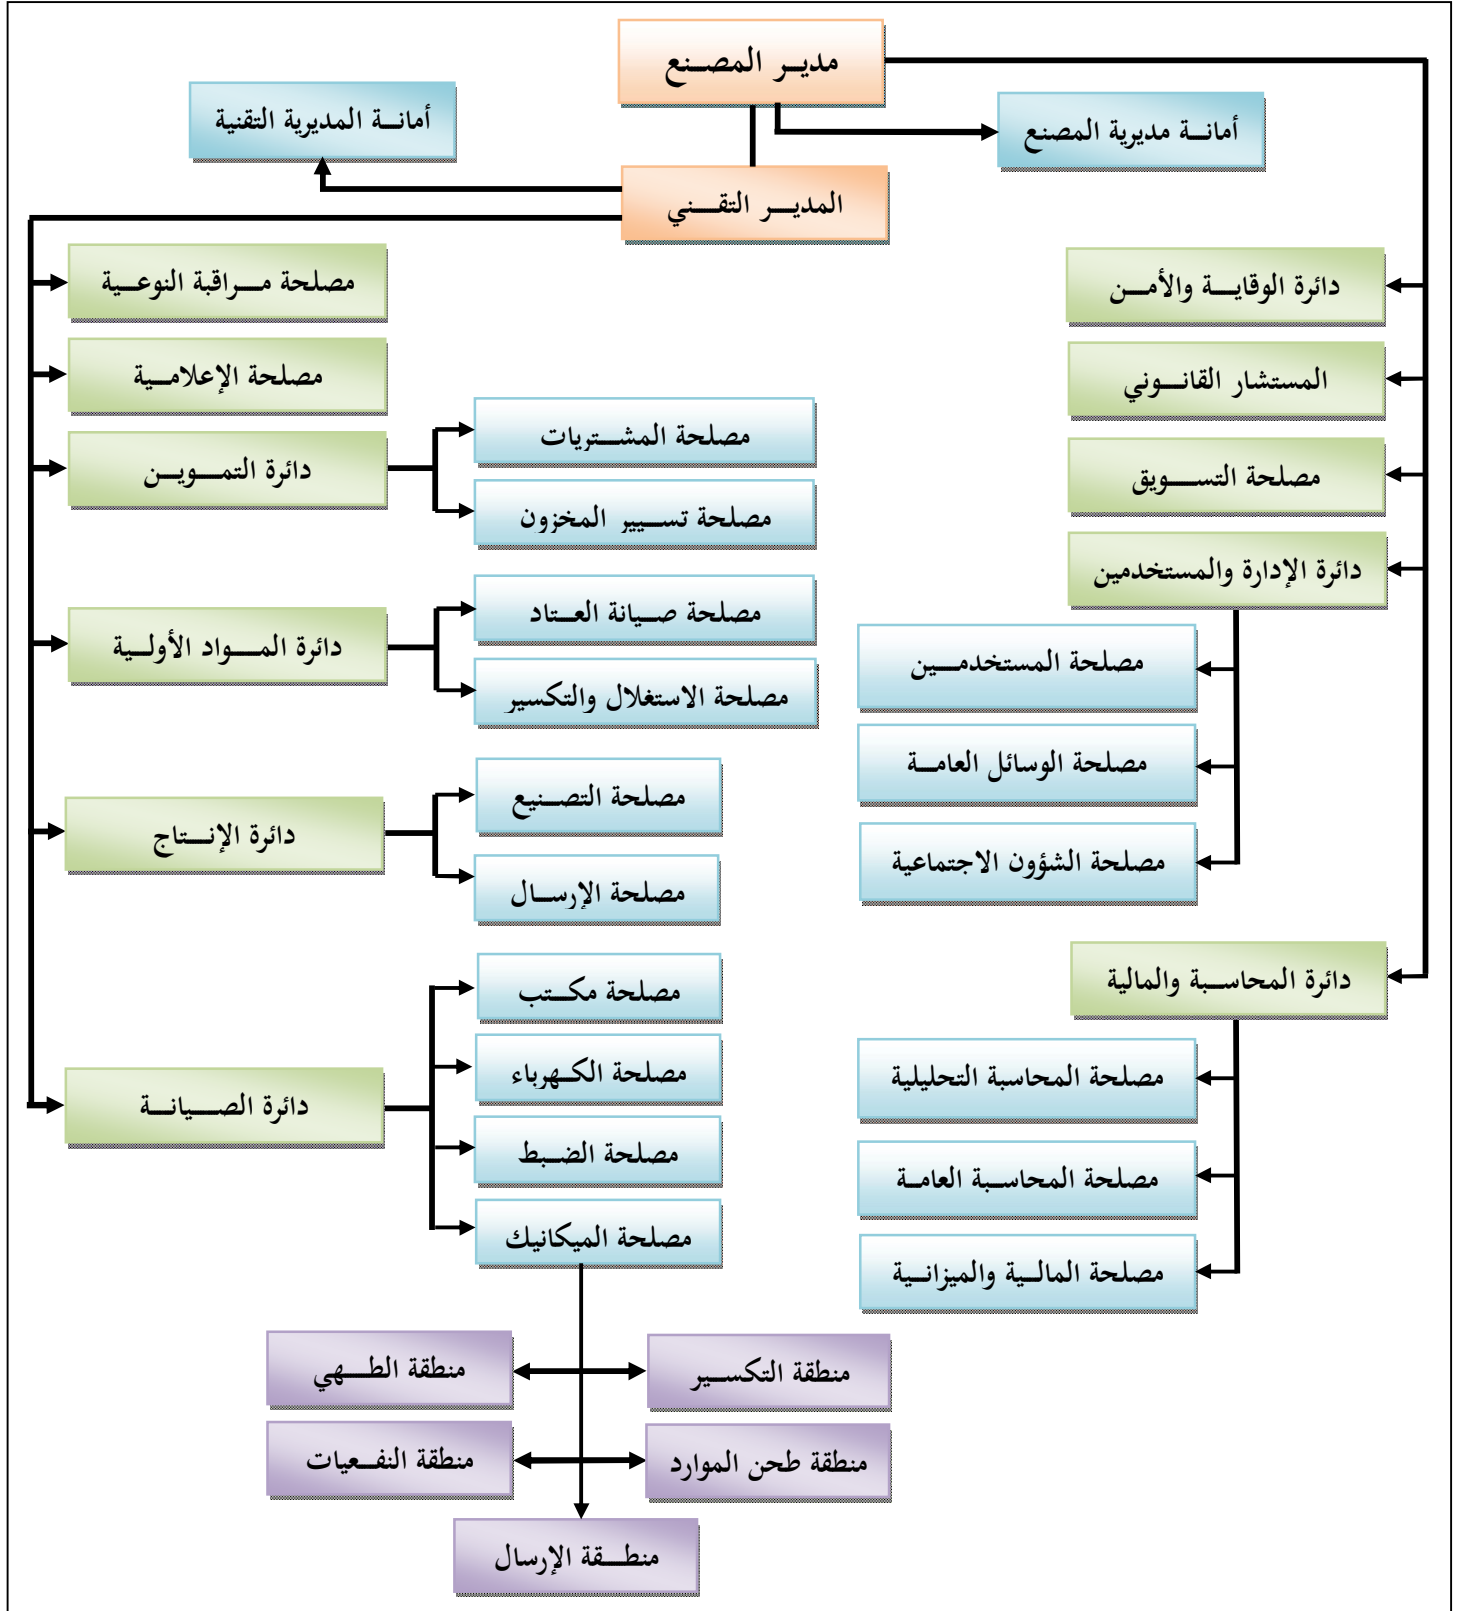 مدير المصنع
أمانة مديرية المصنع
أمانة المديرية التقنية
المدير التقني
دائرة الوقاية والأمن
المستشار القانوني
مصلحة التسويق
دائرة الإدارة والمستخدمين
مصلحة المستخدمين
مصلحة الوسائل العامة
مصلحة الشؤون الاجتماعية
دائرة المحاسبة والمالية
مصلحة المحاسبة التحليلية
مصلحة المحاسبة العامة
مصلحة المالية والميزانية
مصلحة مراقبة النوعية
مصلحة الإعلامية
دائرة التموين
مصلحة المشتريات
مصلحة تسيير المخزون
دائرة المواد الأولية
مصلحة صيانة العتاد
مصلحة الاستغلال والتكسير
دائرة الإنتاج
مصلحة التصنيع
مصلحة الإرسال
دائرة الصيانة
مصلحة مكتب
مصلحة الكهرباء
مصلحة الضبط
مصلحة الميكانيك
منطقة التكسير
منطقة الطهي
منطقة طحن الموارد
منطقة النفعيات
منطقة الإرسال